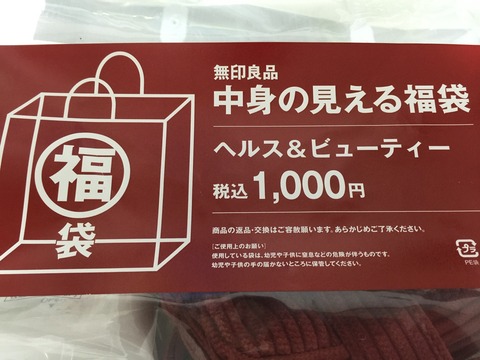 無印良品
中身の見える福袋
ヘルス&ビューティー
税込1,000円
福
袋
商品の返品・交換はご容赦願います。あらかじめご了承ください。
[ご使用上のお願い]
使用している袋は、幼児や子供に窒息などの危険が伴うものです。
幼児や子供の手の届かないところに保管してください。
プラ
PE袋